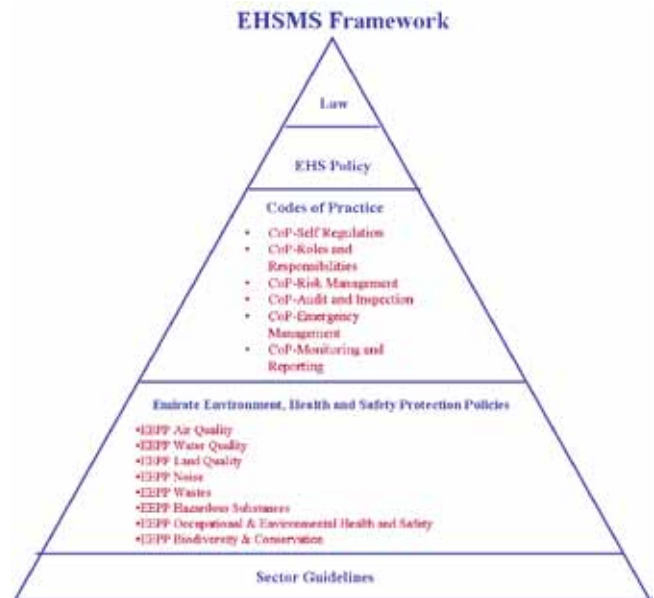 EHSMS Framework
Law
EHS Policy
Codes of Practice
• CoP-Self Regulation
• CoP-Roles and
Responsibilities
• CoP-Risk Management
• CoP-Audit and Inspection
• CoP-Emergency
Management
• CoP-Monitoring and
Reporting
Emirate Environment, Health and Safety Protection Policies
•EEPP Air Quality
•EEPP Water Quality
•EEPP Land Quality
•EEPP Noise
•EEPP Wastes
•EEPP Hazardous Substances
•EEPP Occupational & Environmental Health and Safety
•EEPP Biodiversity & Conservation
Sector Guidelines